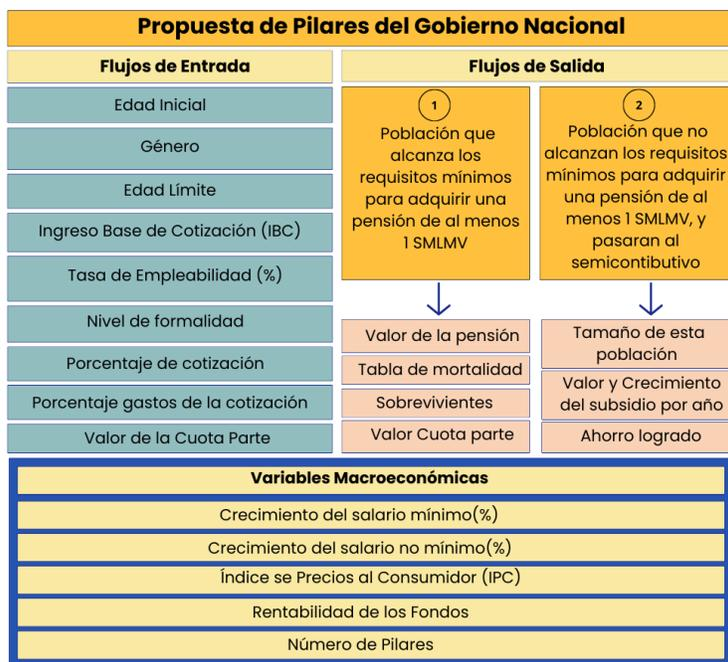 Propuesta de Pilares del Gobierno Nacional
Flujos de Entrada
Edad Inicial
Género
Edad Límite
Ingreso Base de Cotización (IBC)
Tasa de Empleabilidad (%)
Nivel de formalidad
Porcentaje de cotización
Porcentaje gastos de la cotización
Valor de la Cuota Parte
Flujos de Salida
1
Población que
alcanza los
requisitos mínimos
para adquirir una
pensión de al menos
1 SMLMV
Valor de la pensión
Tabla de mortalidad
Sobrevivientes
Valor Cuota parte
2
Población que no
alcanzan los requisitos
mínimos para adquirir
una pensión de al
menos 1 SMLMV, y
pasaran al
semicontibutivo
Tamaño de esta
población
Valor y Crecimiento
del subsidio por año
Ahorro logrado
Variables Macroeconómicas
Crecimiento del salario mínimo(%)
Crecimiento del salario no mínimo(%)
Índice se Precios al Consumidor (IPC)
Rentabilidad de los Fondos
Número de Pilares